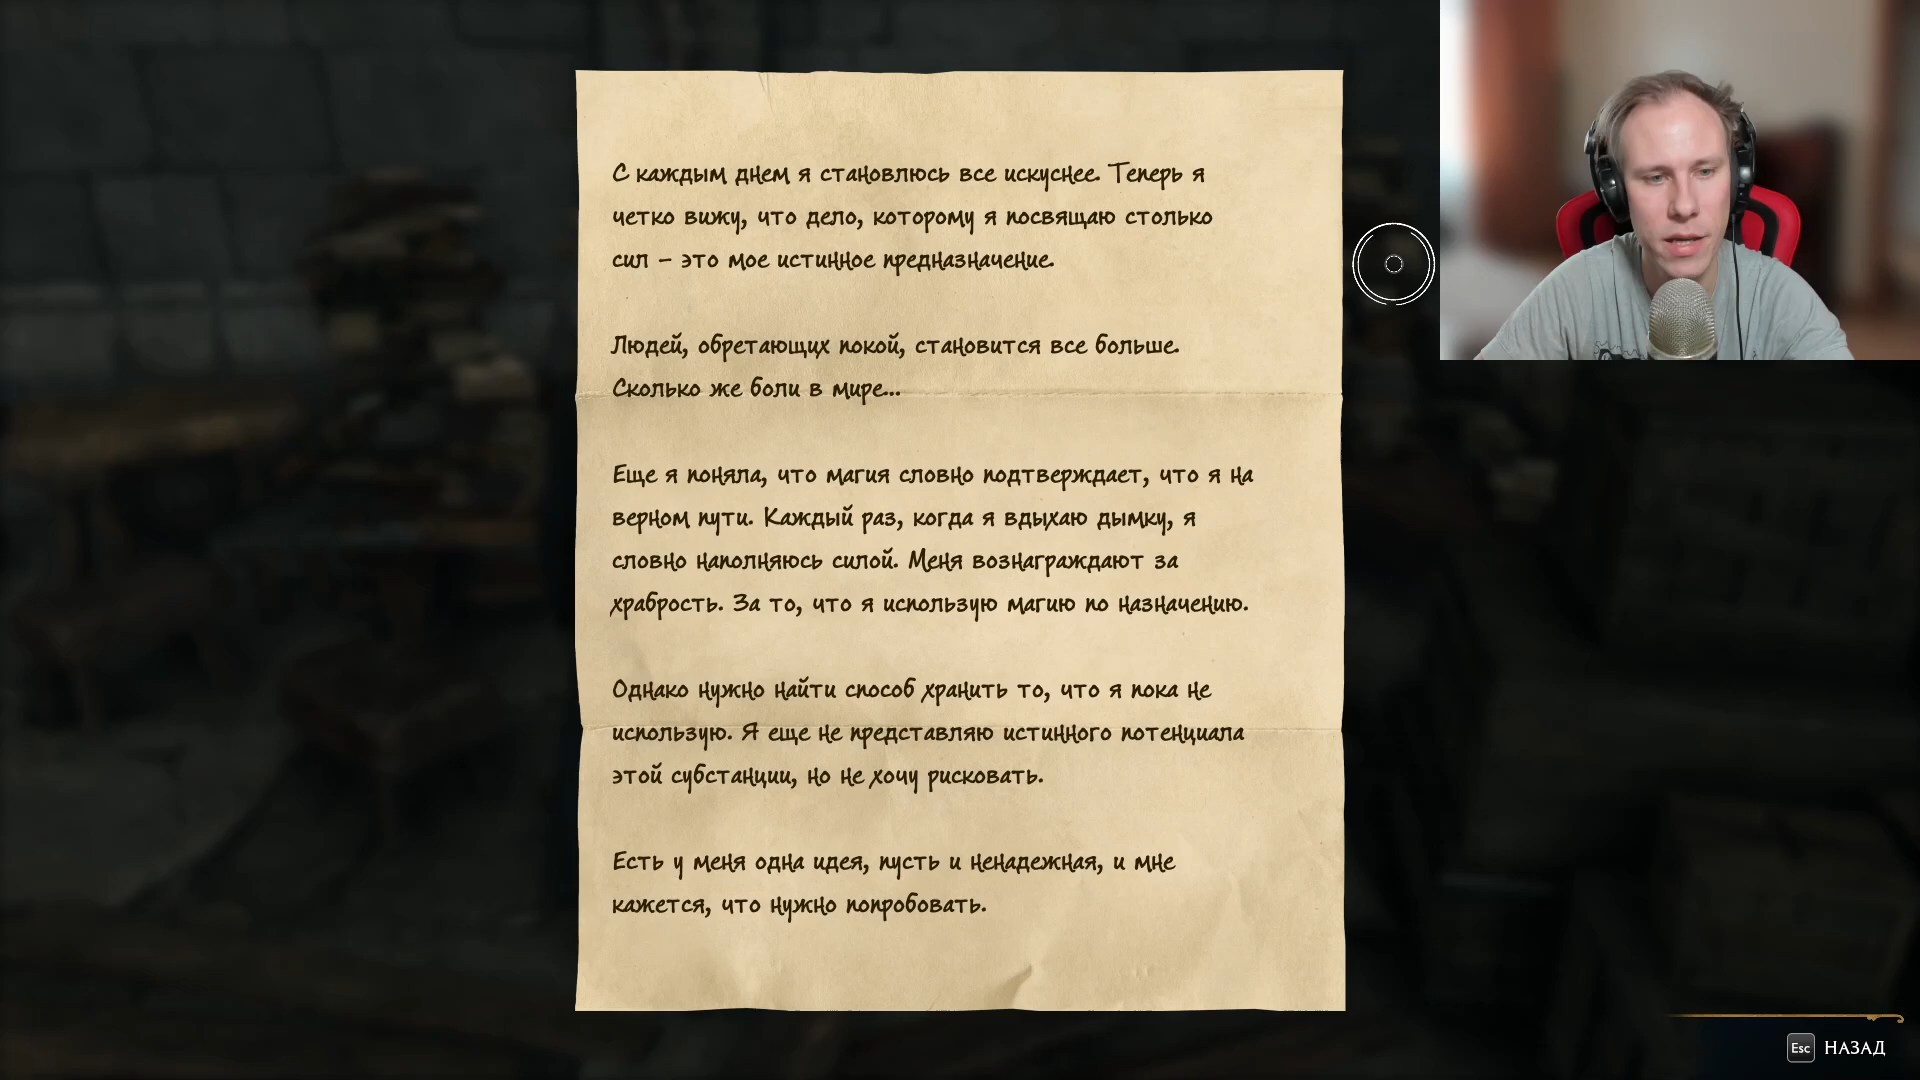 С каждым днем я становлюсь все искуснее. Теперь я
четко вижу, что дело, которому я посвящаю столько
сил – это мое истинное предназначение.
Людей, обретающих покой, становится все больше.
Сколько же боли в мире...
Еще я поняла, что магия словно подтверждает, что я на
верном пути. Каждый раз, когда я вдыхаю дымку, я
словно наполняюсь силой. Меня вознаграждают за
храбрость. За то, что я использую магию по назначению.
Однако нужно найти способ хранить то, что я пока не
использую. Я еще не представляю истинного потенциала
этой субстанции, но не хочу рисковать.
Есть у меня одна идея, пусть и ненадежная, и мне
кажется, что нужно попробовать.
Esc НАЗАД